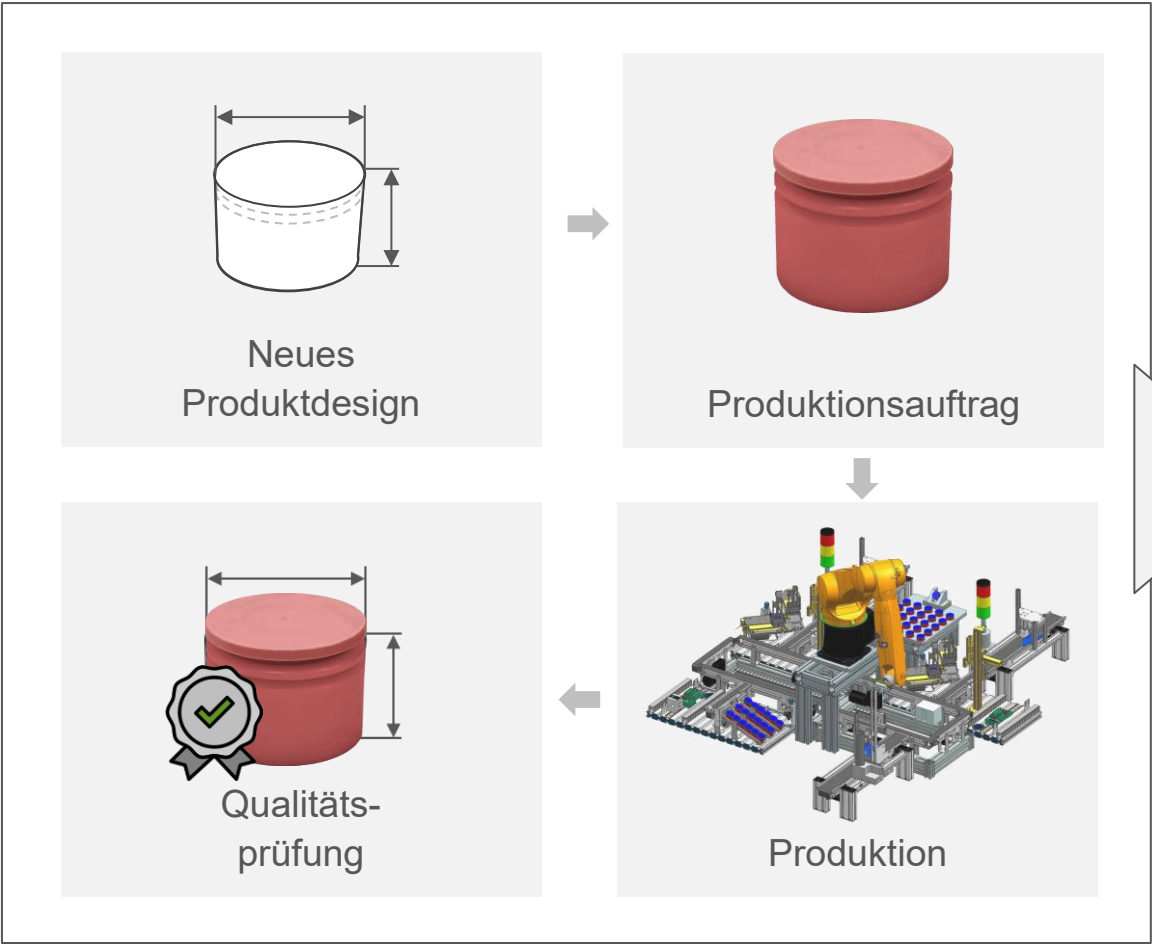 Neues
Produktdesign
Produktionsauftrag
Qualitäts-
prüfung
Produktion